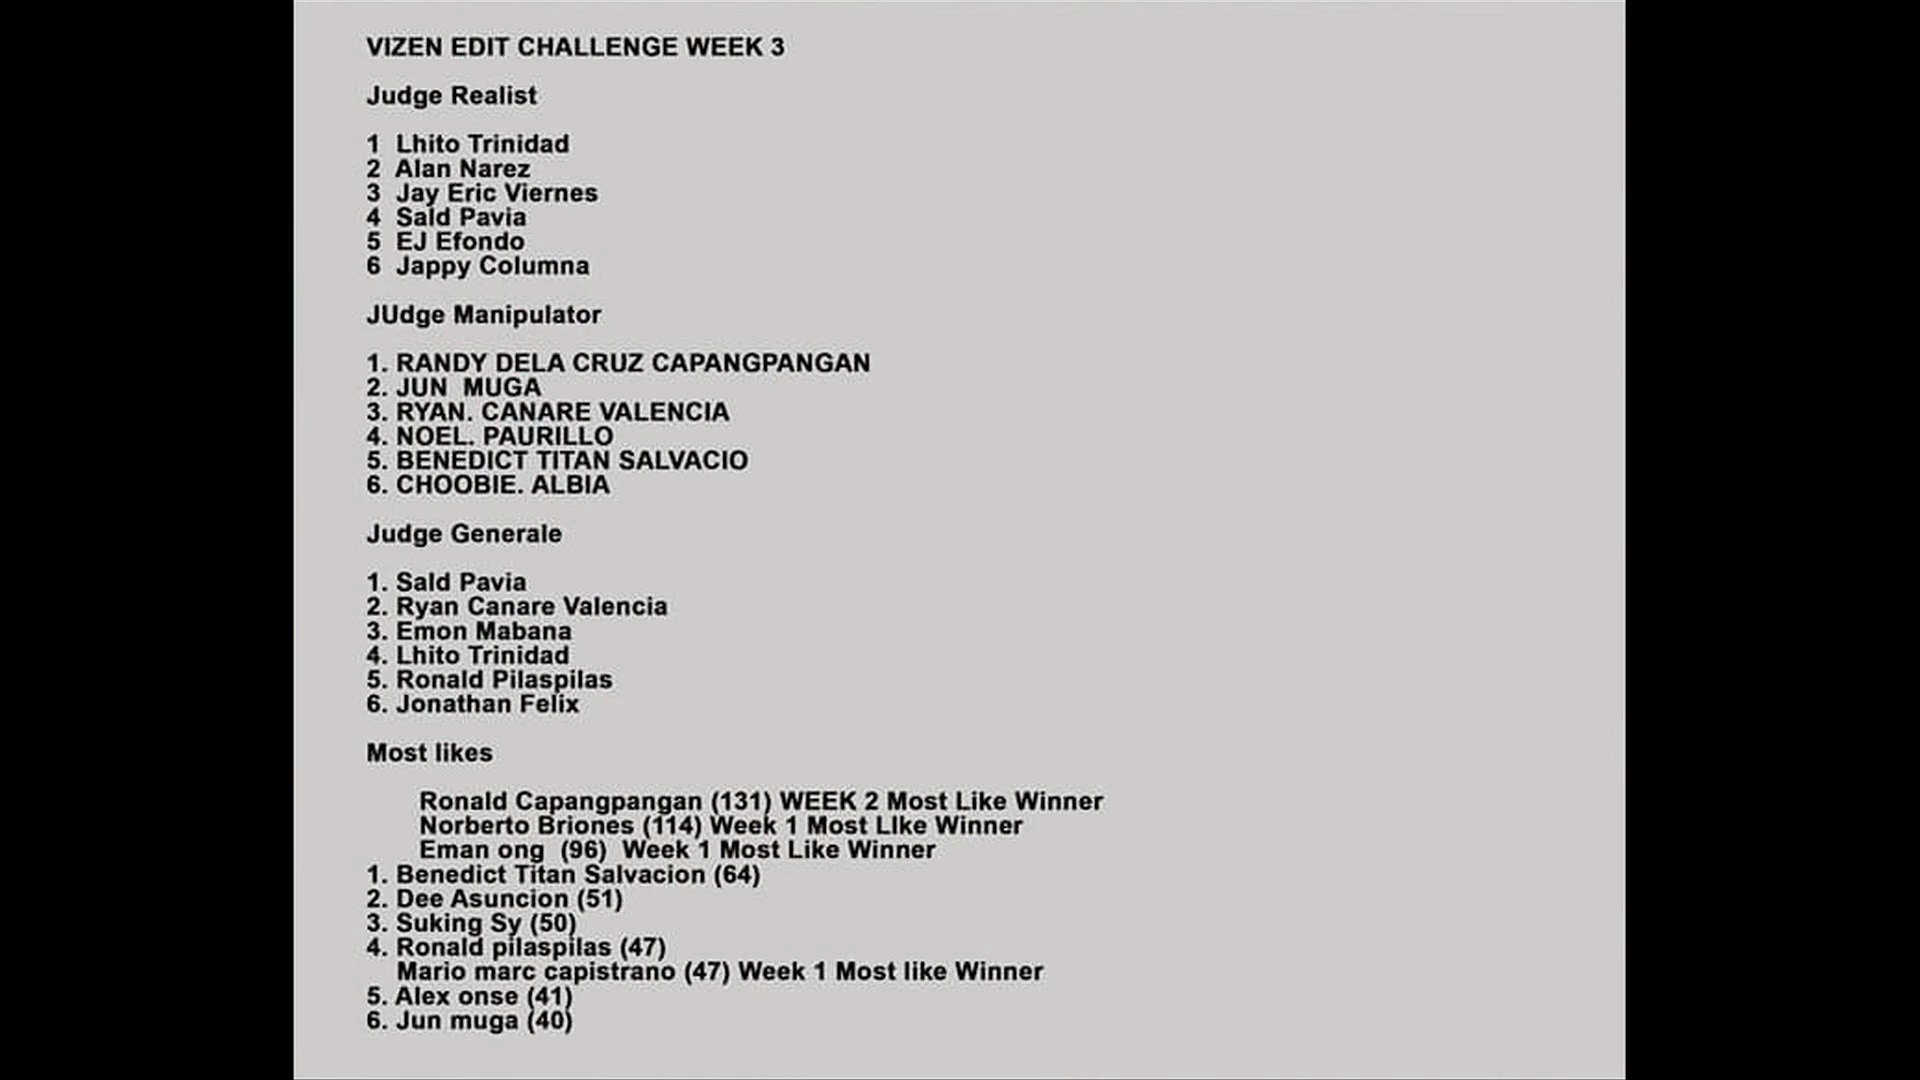 VIZEN EDIT CHALLENGE WEEK 3
Judge Realist
1 Lhito Trinidad
2 Alan Narez
3 Jay Eric Viernes
4 Sald Pavia
5 EJ Efondo
6 Jappy Columna
JUdge Manipulator
1. RANDY DELA CRUZ CAPANGPANGAN
2. JUN MUGA
3. RYAN. CANARE VALENCIA
4. NOEL. PAURILLO
5. BENEDICT TITAN SALVACIO
6. CHOOBIE. ALBIA
Judge Generale
1. Sald Pavia
2. Ryan Canare Valencia
3. Emon Mabana
4. Lhito Trinidad
5. Ronald Pilaspilas
6. Jonathan Felix
Most likes
Ronald Capangpangan (131) WEEK 2 Most Like Winner
Norberto Briones (114) Week 1 Most LIke Winner
Eman ong (96) Week 1 Most Like Winner
1. Benedict Titan Salvacion (64)
2. Dee Asuncion (51)
3. Suking Sy (50)
4. Ronald pilaspilas (47)
Mario marc capistrano (47) Week 1 Most like Winner
5. Alex onse (41)
6. Jun muga (40)